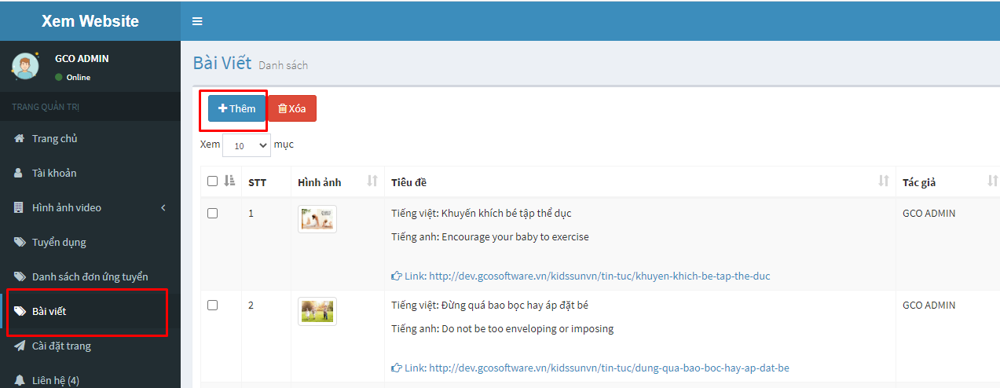 Xem Website
GCO ADMIN
Online
TRANG QUẢN TRỊ
Trang chủ
Tài khoản
Hình ảnh video
Tuyển dụng
Danh sách đơn ứng tuyển
Bài viết
Cài đặt trang
Liên hệ (4)
Bài Viết Danh sách
Thêm Xóa
Xem 10 mục
STT Hình ảnh Tiêu đề Tác giả
1 Tiếng việt: Khuyến khích bé tập thể dục GCO ADMIN
Tiếng anh: Encourage your baby to exercise
Link: http://dev.gcosoftware.vn/kidssunvn/tin-tuc/khuyen-khich-be-tap-the-duc
2 Tiếng việt: Đừng quá bao bọc hay áp đặt bé GCO ADMIN
Tiếng anh: Do not be too enveloping or imposing
Link: http://dev.gcosoftware.vn/kidssunvn/tin-tuc/dung-qua-bao-boc-hay-ap-dat-be